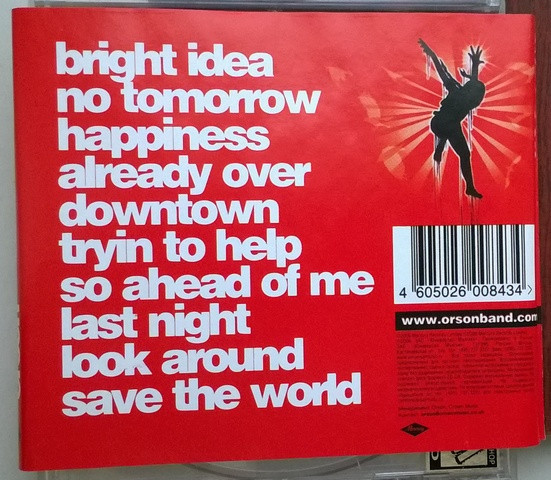 bright idea
no tomorrow
happiness
already over
downtown
tryin to help
so ahead of me
last night
look around
save the world
4 605026 008434 >
www.orsonband.com